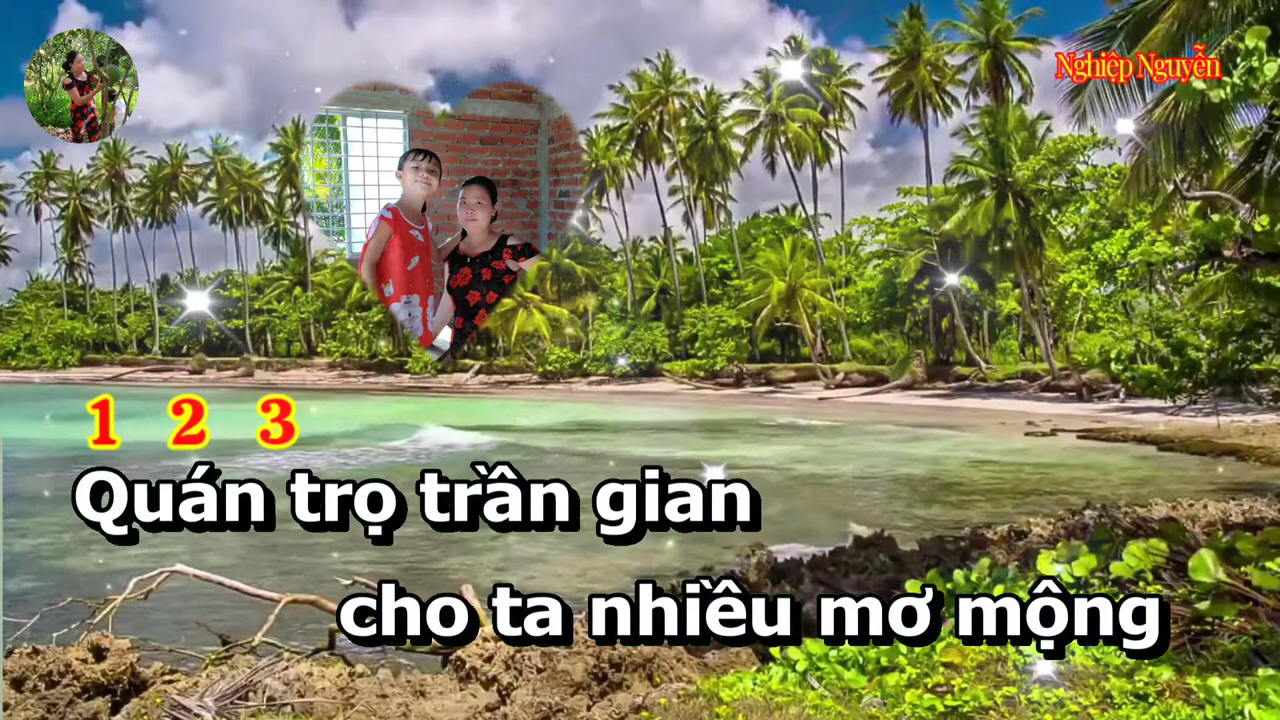 Nghiệp Nguyễn
1 2 3
Quán trọ trần gian
cho ta nhiều mơ mộng